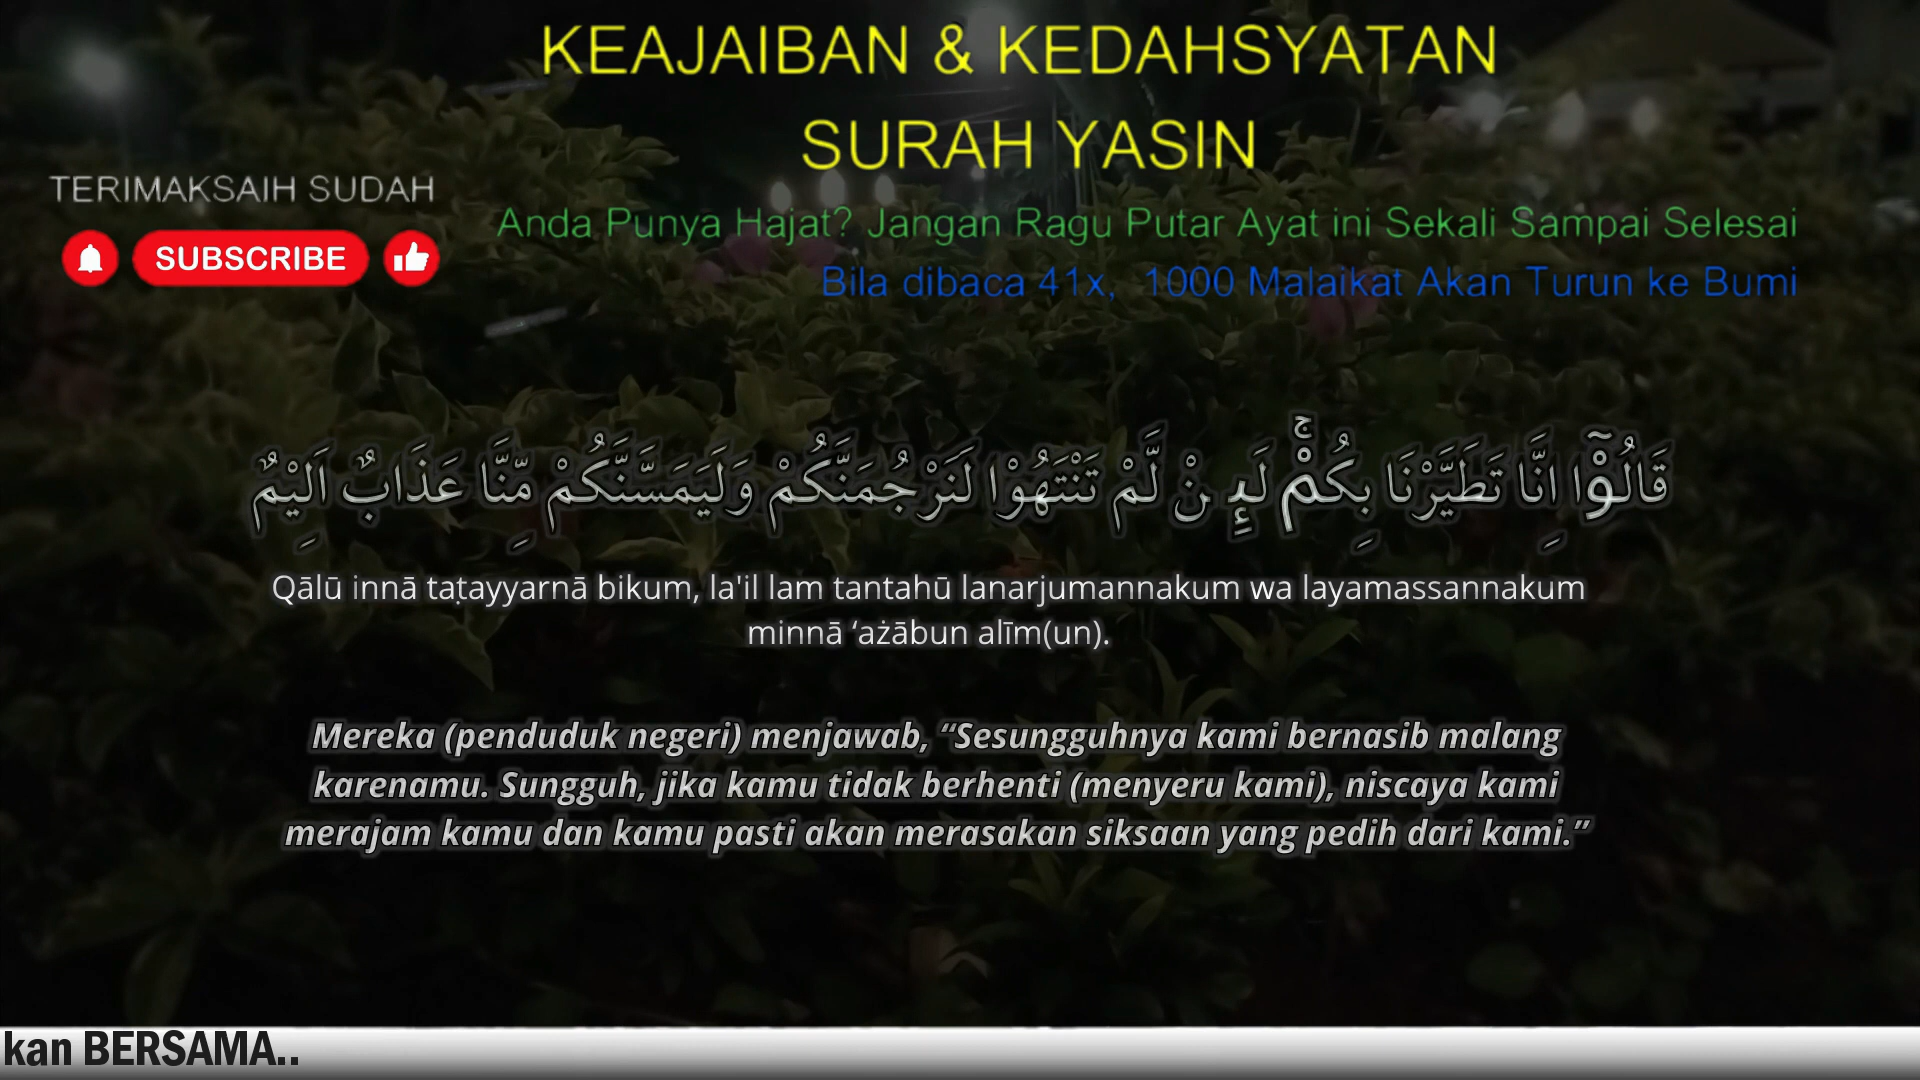 KEAJAIBAN & KEDAHSYATAN
SURAH YASIN
TERIMAKSAIH SUDAH
SUBSCRIBE
Anda Punya Hajat? Jangan Ragu Putar Ayat ini Sekali Sampai Selesai
Bila dibaca 41x, 1000 Malaikat Akan Turun ke Bumi
قَالُوْٓا اِنَّا تَطَيَّرْنَا بِكُمْۚ لَىِٕنْ لَّمْ تَنْتَهُوْا لَنَرْجُمَنَّكُمْ وَلَيَمَسَّنَّكُمْ مِّنَّا عَذَابٌ اَلِيْمٌ
Qālū innā taṭayyarnā bikum, la'il lam tantahū lanarjumannakum wa layamassannakum
minnā ‘ażābun alīm(un).
Mereka (penduduk negeri) menjawab, “Sesungguhnya kami bernasib malang
karenamu. Sungguh, jika kamu tidak berhenti (menyeru kami), niscaya kami
merajam kamu dan kamu pasti akan merasakan siksaan yang pedih dari kami.”
kan BERSAMA..